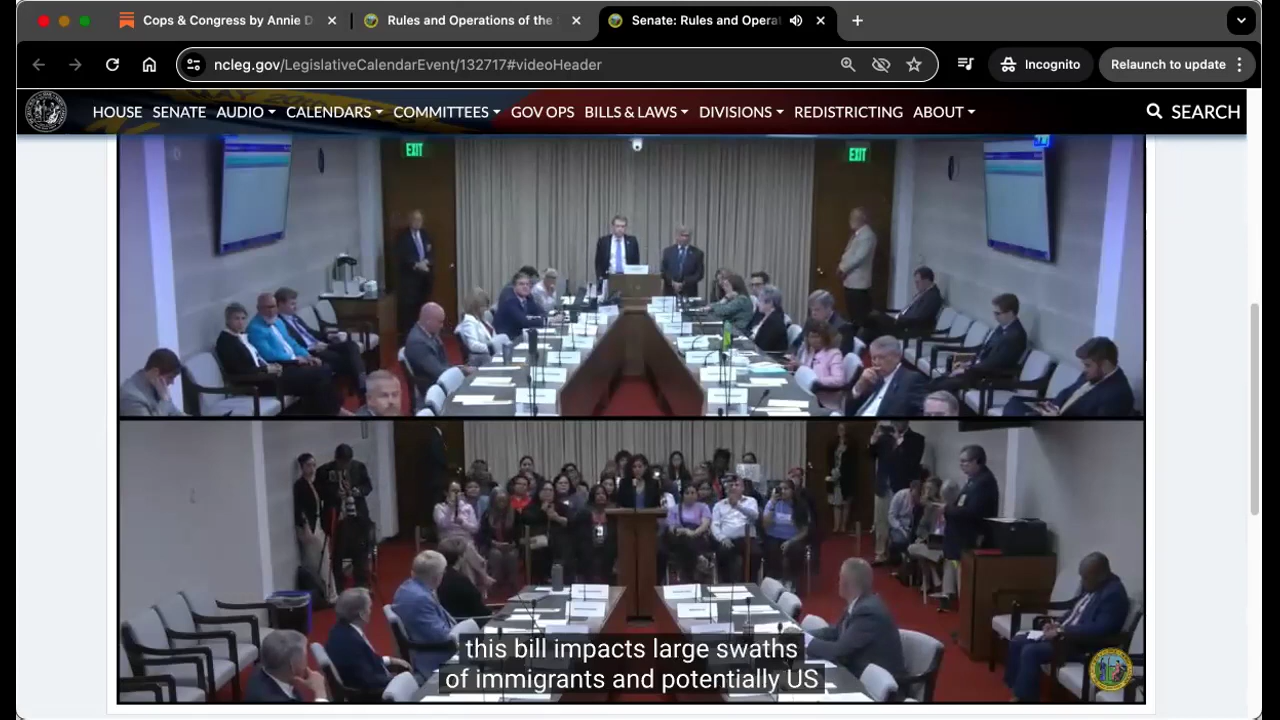 Cops & Congress by Annie D
Rules and Operations of the
Senate: Rules and Opera
ncleg.gov/LegislativeCalendarEvent/132717#videoHeader
Incognito
Relaunch to update
HOUSE SENATE AUDIO CALENDARS COMMITTEES GOV OPS BILLS & LAWS DIVISIONS REDISTRICTING ABOUT SEARCH
EXIT
EXIT
this bill impacts large swaths
of immigrants and potentially US